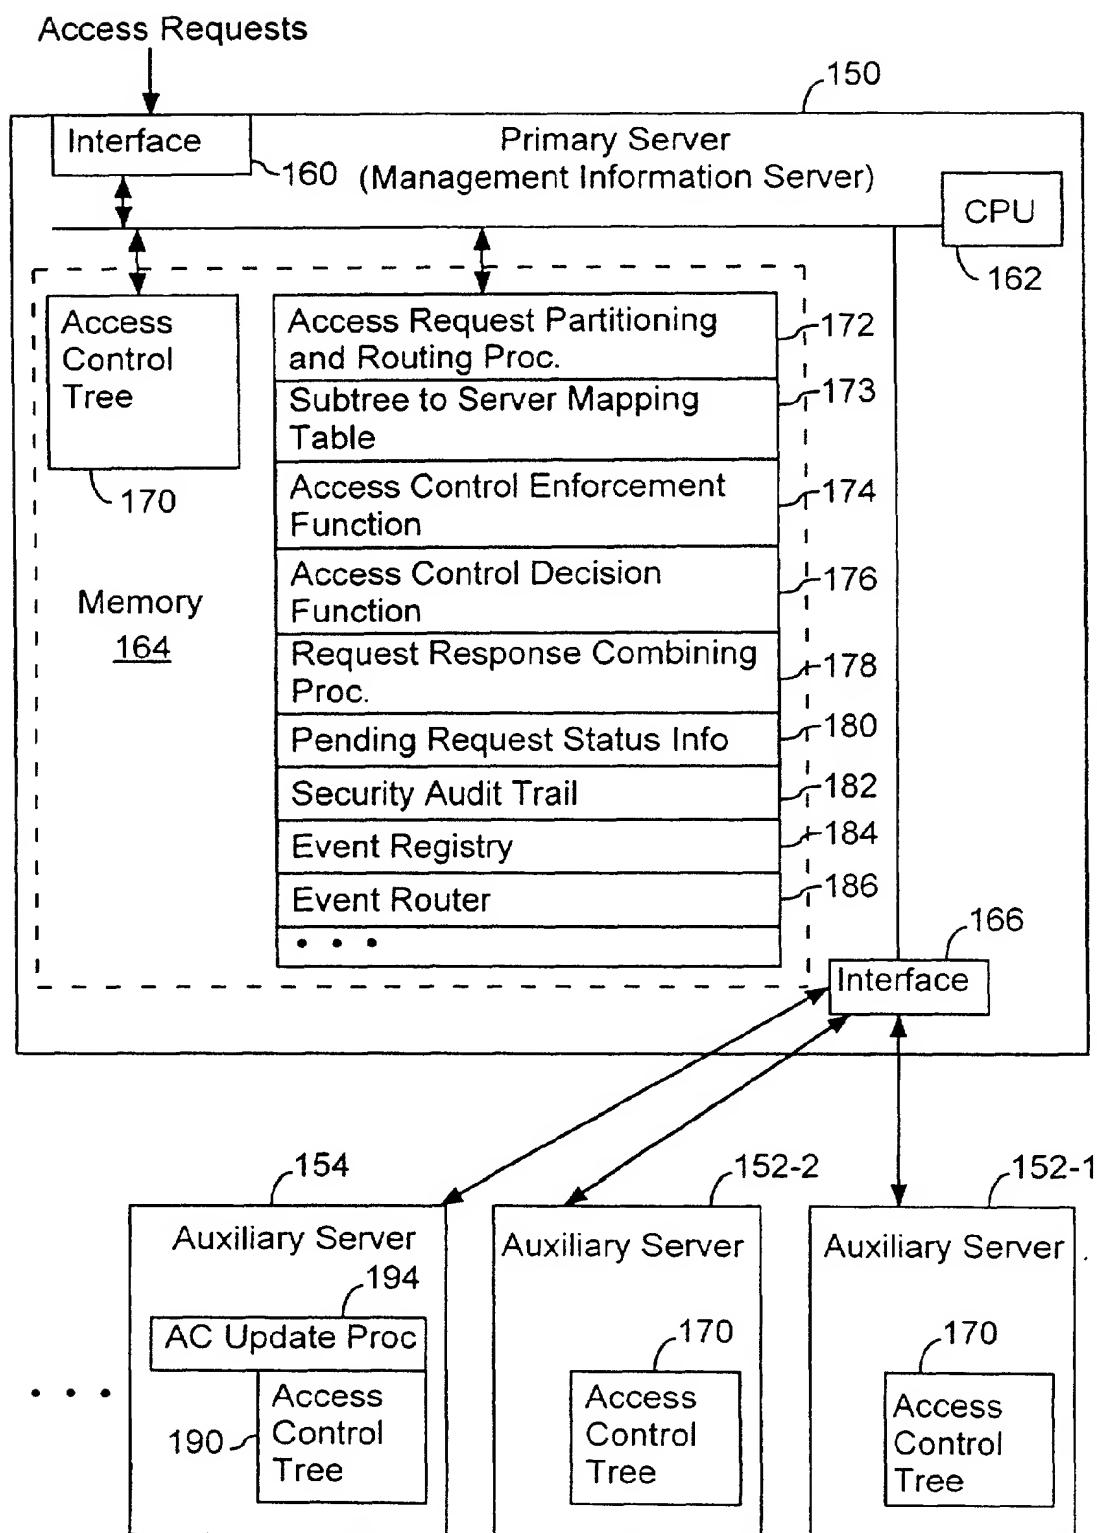 Access Requests
150
Interface
Primary Server
(Management Information Server)
160
CPU
162
Access
Control
Tree
170
Access Request Partitioning
and Routing Proc.
172
Subtree to Server Mapping
Table
173
Access Control Enforcement
Function
174
Access Control Decision
Function
176
Memory
164
Request Response Combining
Proc.
178
Pending Request Status Info
180
Security Audit Trail
182
Event Registry
184
Event Router
186
• • •
166
Interface
154
152-2
152-1
Auxiliary Server
Auxiliary Server
Auxiliary Server
194
AC Update Proc
170
170
• • •
190
Access
Control
Tree
Access
Control
Tree
Access
Control
Tree